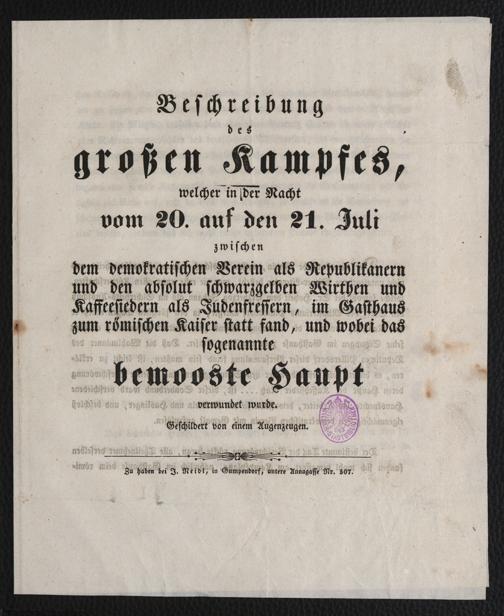 Beschreibung
des
großen Kampfes,
welcher in der Nacht
vom 20. auf den 21. Juli
zwischen
dem demokratischen Verein als Republikanern
und den absolut schwarzgelben Wirthen und
Kaffeesiedern als Judenfressern, im Gasthaus
zum römischen Kaiser statt fand, und wobei das
sogenannte
bemooste Haupt
verwundet wurde.
Geschildert von einem Augenzeugen.
Zu haben bei J. Neidl, in Gumpendorf, untere Annagasse Nr. 507.